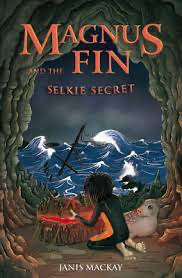 MAGNUS
AND THE FIN
SELKIE SECRET
JANIS MACKAY